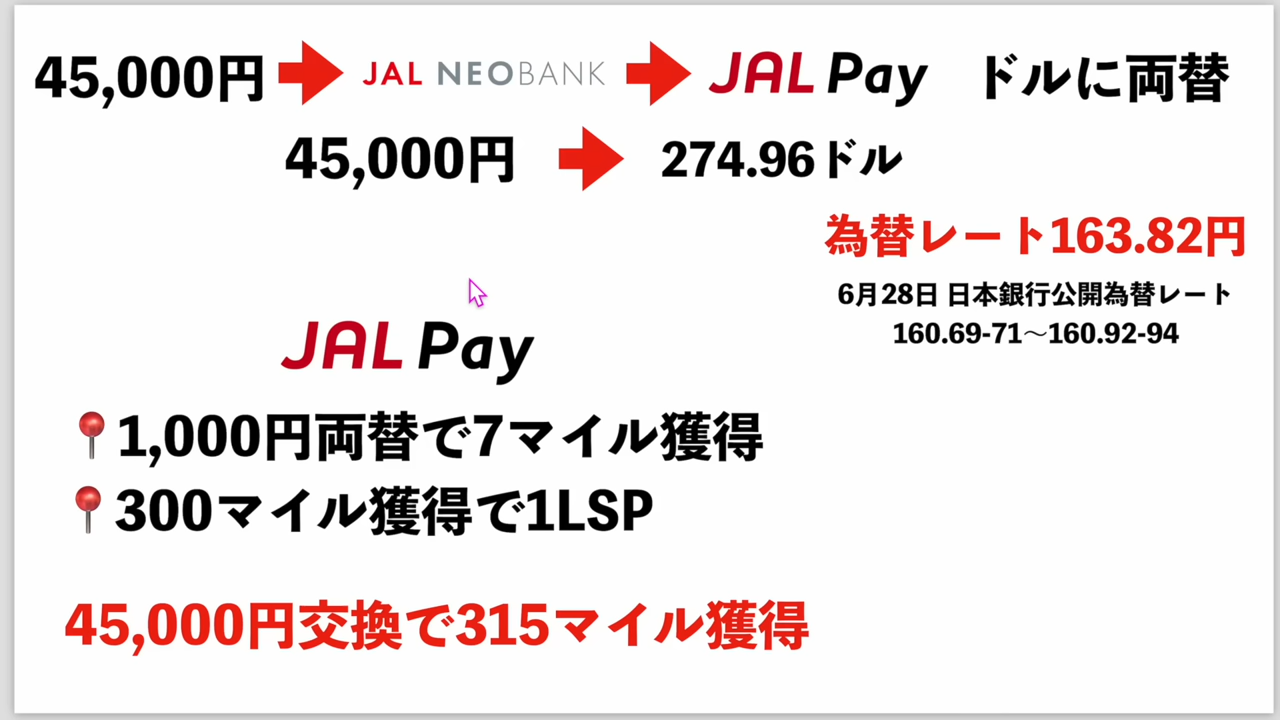 45,000円 JAL NEOBANK JAL Pay ドルに両替
45,000円 274.96ドル
為替レート163.82円
6月28日 日本銀行公開為替レート
160.69-71～160.92-94
JAL Pay
1,000円両替で7マイル獲得
300マイル獲得で1LSP
45,000円交換で315マイル獲得